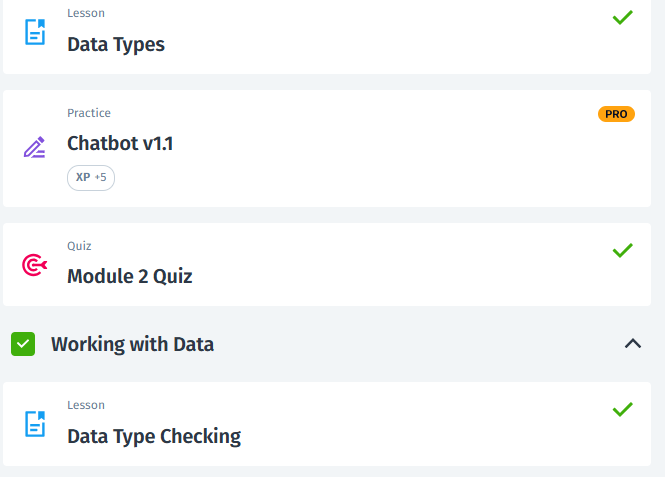 Lesson
Data Types
Practice
PRO
Chatbot v1.1
XP +5
Quiz
Module 2 Quiz
Working with Data
Lesson
Data Type Checking